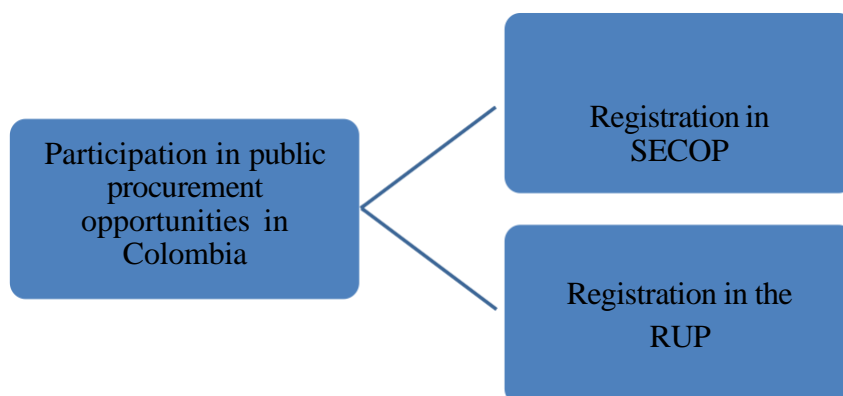 Participation in public
procurement
opportunities in
Colombia
Registration in
SECOP
Registration in the
RUP